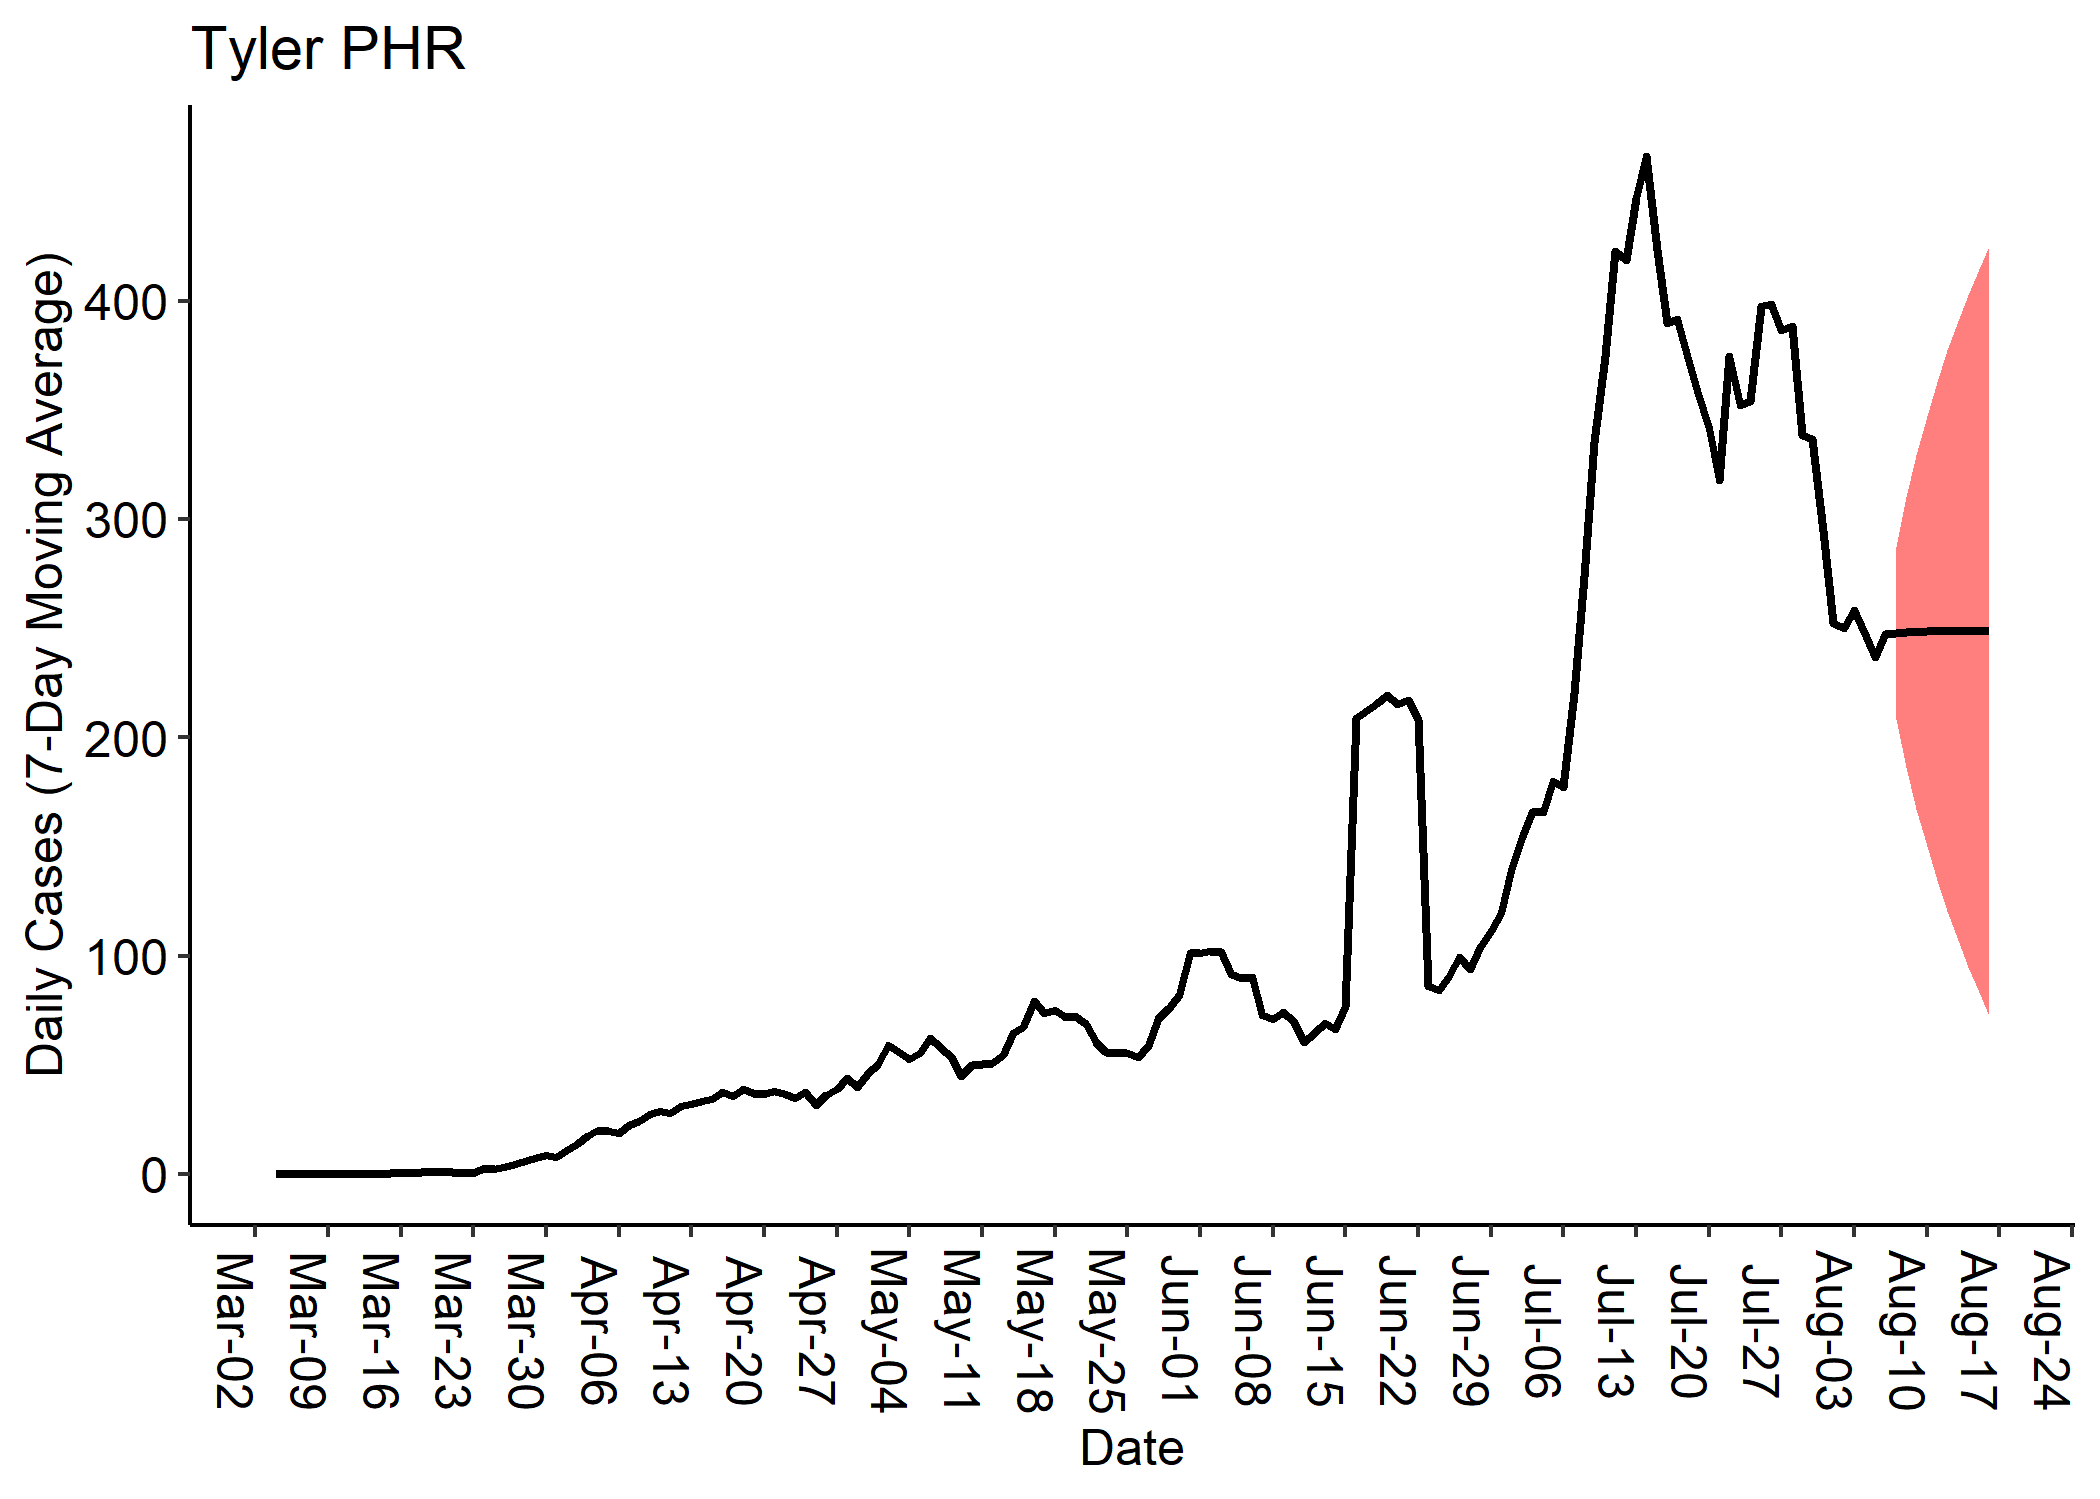 Tyler PHR
Daily Cases (7-Day Moving Average)
400
300
200
100
0
Mar-02
Mar-09
Mar-16
Mar-23
Mar-30
Apr-06
Apr-13
Apr-20
Apr-27
May-04
May-11
May-18
May-25
Jun-01
Jun-08
Jun-15
Jun-22
Jun-29
Jul-06
Jul-13
Jul-20
Jul-27
Aug-03
Aug-10
Aug-17
Aug-24
Date